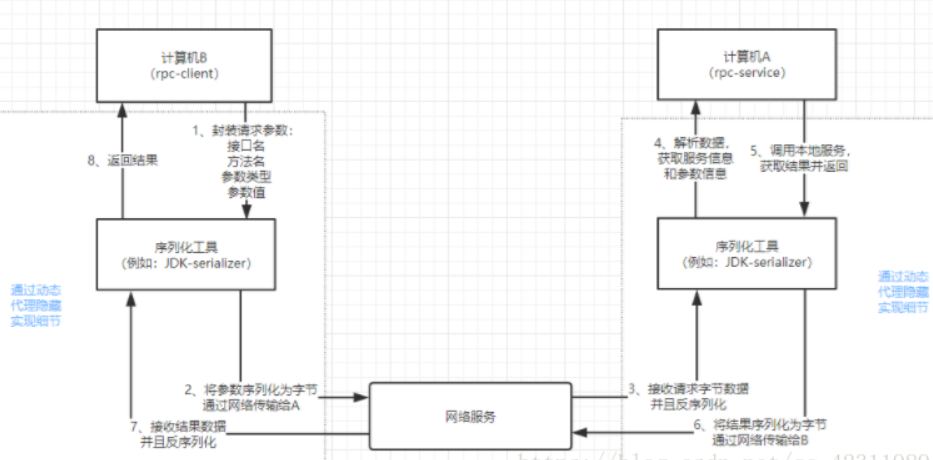 计算机B
（rpc-client）
计算机A
（rpc-service）
1、封装请求参数：
接口名
方法名
参数类型
参数值
8、返回结果
4、解析数据，
获取服务信息
和参数信息
5、调用本地服务，
获取结果并返回
序列化工具
（例如：JDK-serializer）
序列化工具
（例如：JDK-serializer）
通过动态
代理隐藏
实现细节
通过动态
代理隐藏
实现细节
2、将参数序列化为字节
通过网络传输给A
7、接收结果数据
并且反序列化
网络服务
3、接收请求字节数据
并且反序列化
6、将结果序列化为字节
通过网络传输给B